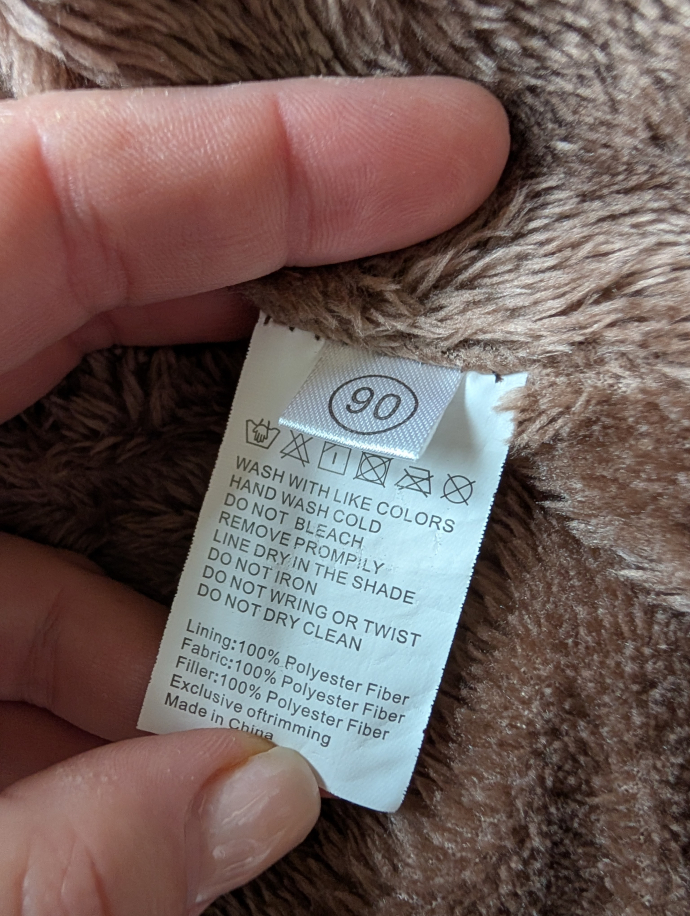 90
WASH WITH LIKE COLORS
HAND WASH COLD
DO NOT BLEACH
REMOVE PROMPILY
LINE DRY IN THE SHADE
DO NOT IRON
DO NOT WRING OR TWIST
DO NOT DRY CLEAN
Lining:100% Polyester Fiber
Fabric:100% Polyester Fiber
Filler:100% Polyester Fiber
Exclusive oftrimming
Made in China